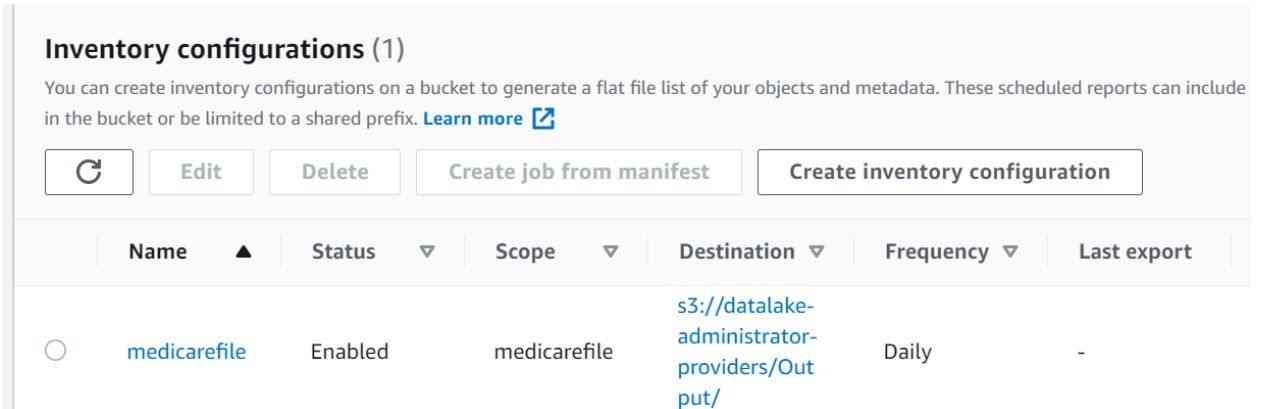 Inventory configurations (1)
You can create inventory configurations on a bucket to generate a flat file list of your objects and metadata. These scheduled reports can include
in the bucket or be limited to a shared prefix. Learn more
Edit Delete Create job from manifest Create inventory configuration
Name Status Scope Destination Frequency Last export
s3://datalake-
administrator-
medicarefile Enabled medicarefile providers/Out Daily -
put/